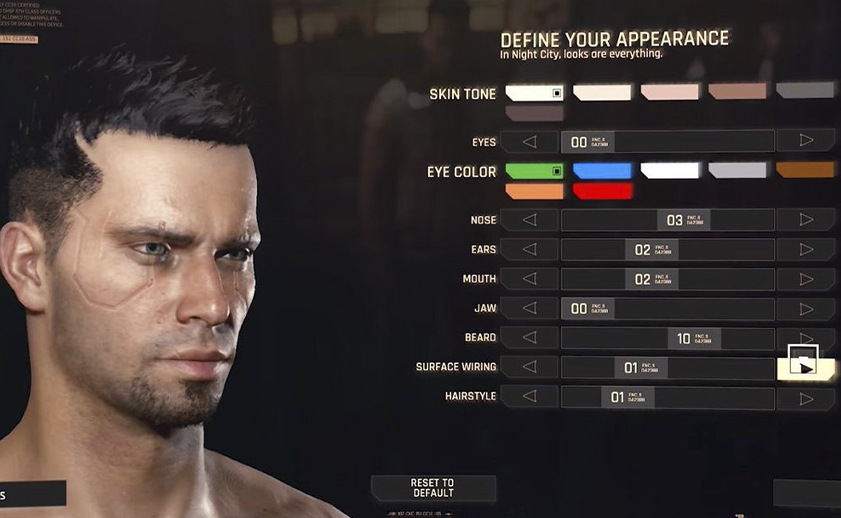 DEFINE YOUR APPEARANCE
In Night City, looks are everything.
SKIN TONE
EYES
00
EYE COLOR
NOSE
03
EARS
02
MOUTH
02
JAW
00
BEARD
10
SURFACE WIRING
01
HAIRSTYLE
01
RESET TO
DEFAULT
S